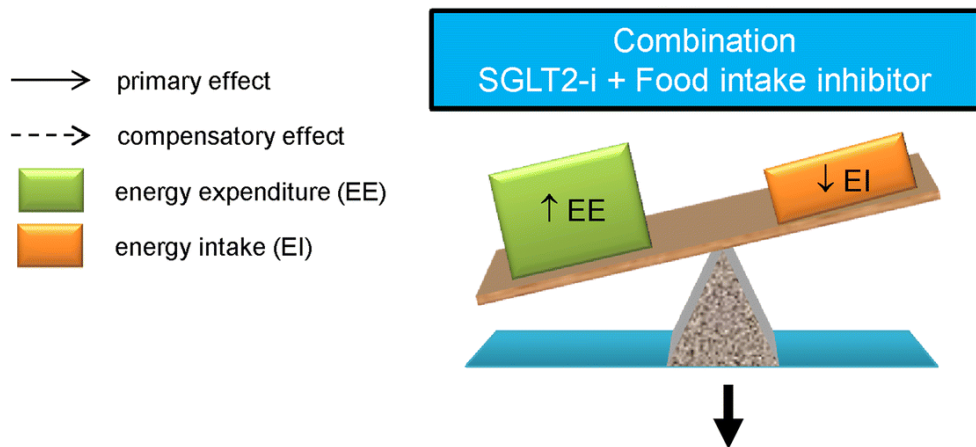 Combination
SGLT2-i + Food intake inhibitor
primary effect
compensatory effect
energy expenditure (EE)
energy intake (EI)
↑ EE
↓ EI